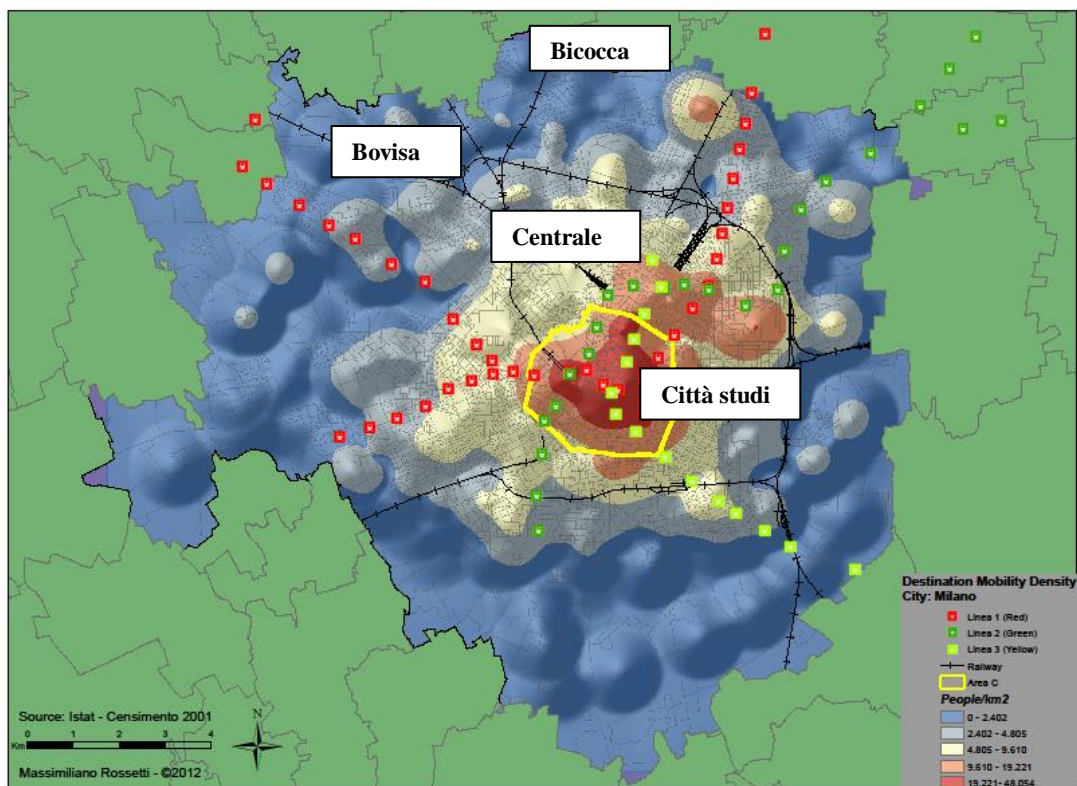 Bicocca
Bovisa
Centrale
Città studi
Destination Mobility Density
City: Milano
Linea 1 (Red)
Linea 2 (Green)
Linea 3 (Yellow)
Railway
Area C
People/km2
0 - 2.402
2.402 - 4.805
4.805 - 9.610
9.610 - 19.221
19.221- 48.054
Source: Istat - Censimento 2001
N
Km
0 1 2 3 4
Massimiliano Rossetti - ©2012